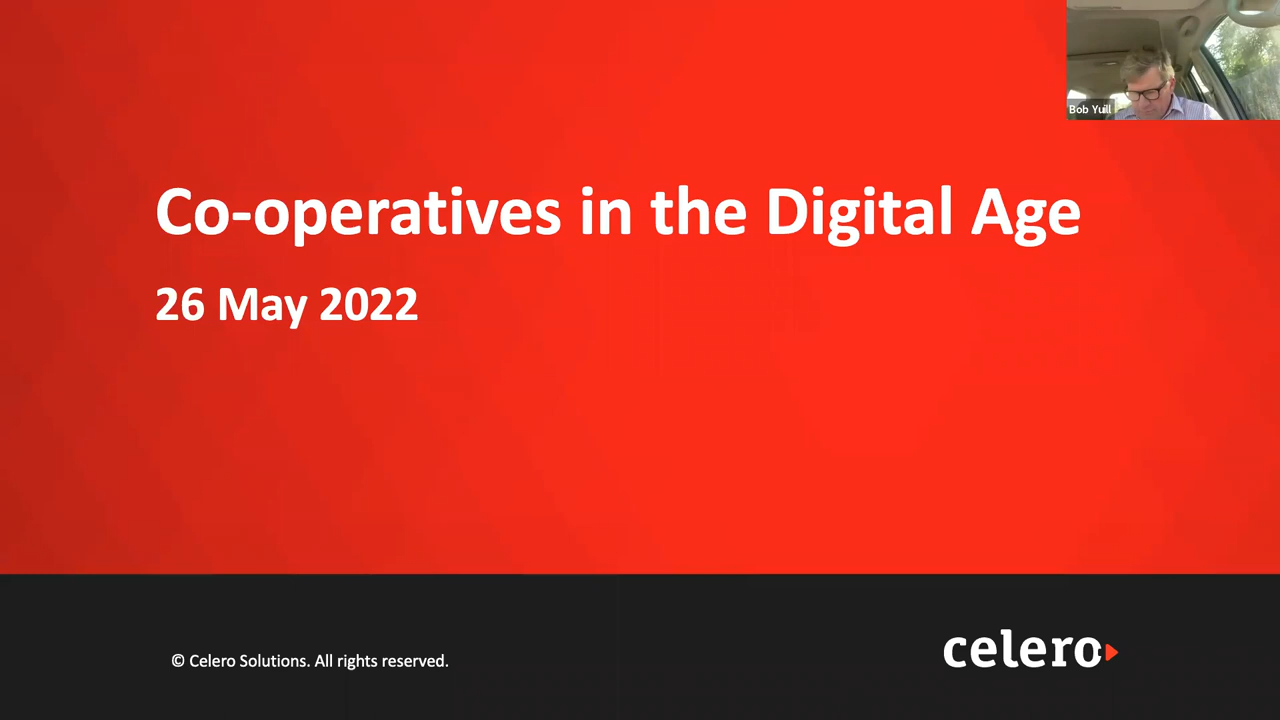 Bob Yuill
Co-operatives in the Digital Age
26 May 2022
© Celero Solutions. All rights reserved.
celero